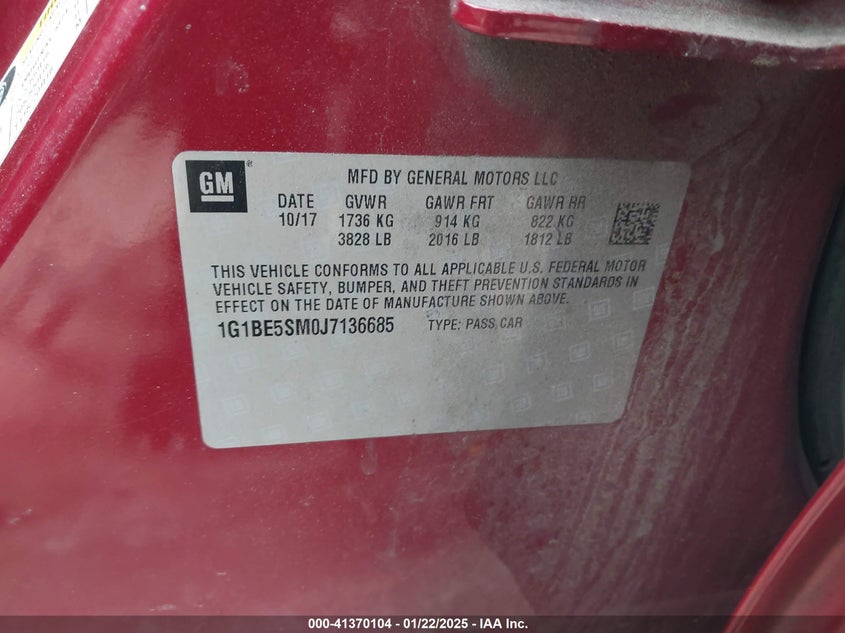 GM®
MFD BY GENERAL MOTORS LLC
DATE GVWR GAWR FRT GAWR RR
10/17 1736 KG 914 KG 822 KG
3828 LB 2016 LB 1812 LB
THIS VEHICLE CONFORMS TO ALL APPLICABLE U.S. FEDERAL MOTOR
VEHICLE SAFETY, BUMPER, AND THEFT PREVENTION STANDARDS IN
EFFECT ON THE DATE OF MANUFACTURE SHOWN ABOVE.
1G1BE5SM0J7136685 TYPE: PASS CAR
000-41370104 - 01/22/2025 - IAA Inc.